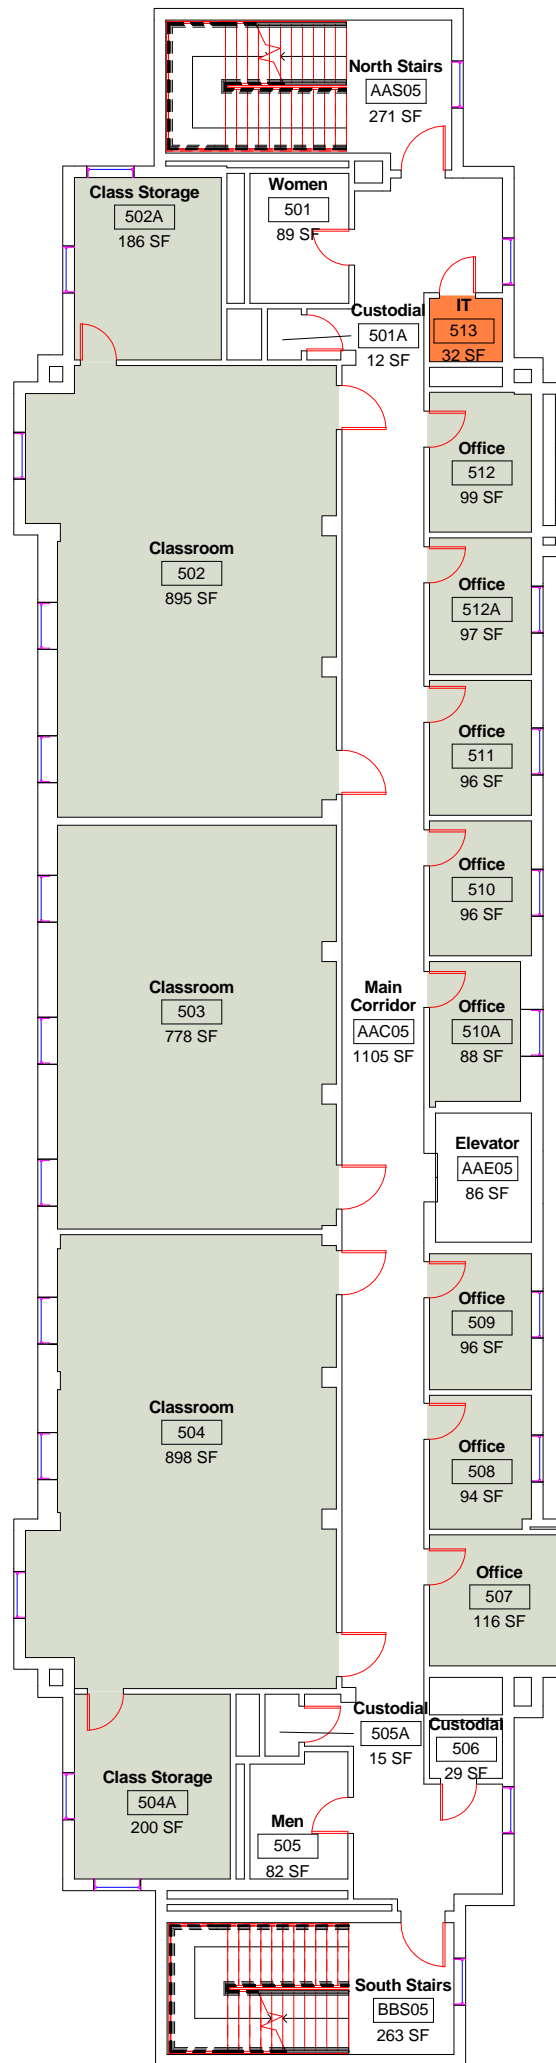 North Stairs
AAS05
271 SF
Class Storage
502A
186 SF
Women
501
89 SF
Custodial
501A
12 SF
IT
513
32 SF
Office
512
99 SF
Classroom
502
895 SF
Office
512A
97 SF
Office
511
96 SF
Office
510
96 SF
Classroom
503
778 SF
Main
Corridor
AAC05
1105 SF
Office
510A
88 SF
Elevator
AAE05
86 SF
Office
509
96 SF
Classroom
504
898 SF
Office
508
94 SF
Office
507
116 SF
Custodial
505A
15 SF
Custodial
506
29 SF
Class Storage
504A
200 SF
Men
505
82 SF
South Stairs
BBS05
263 SF